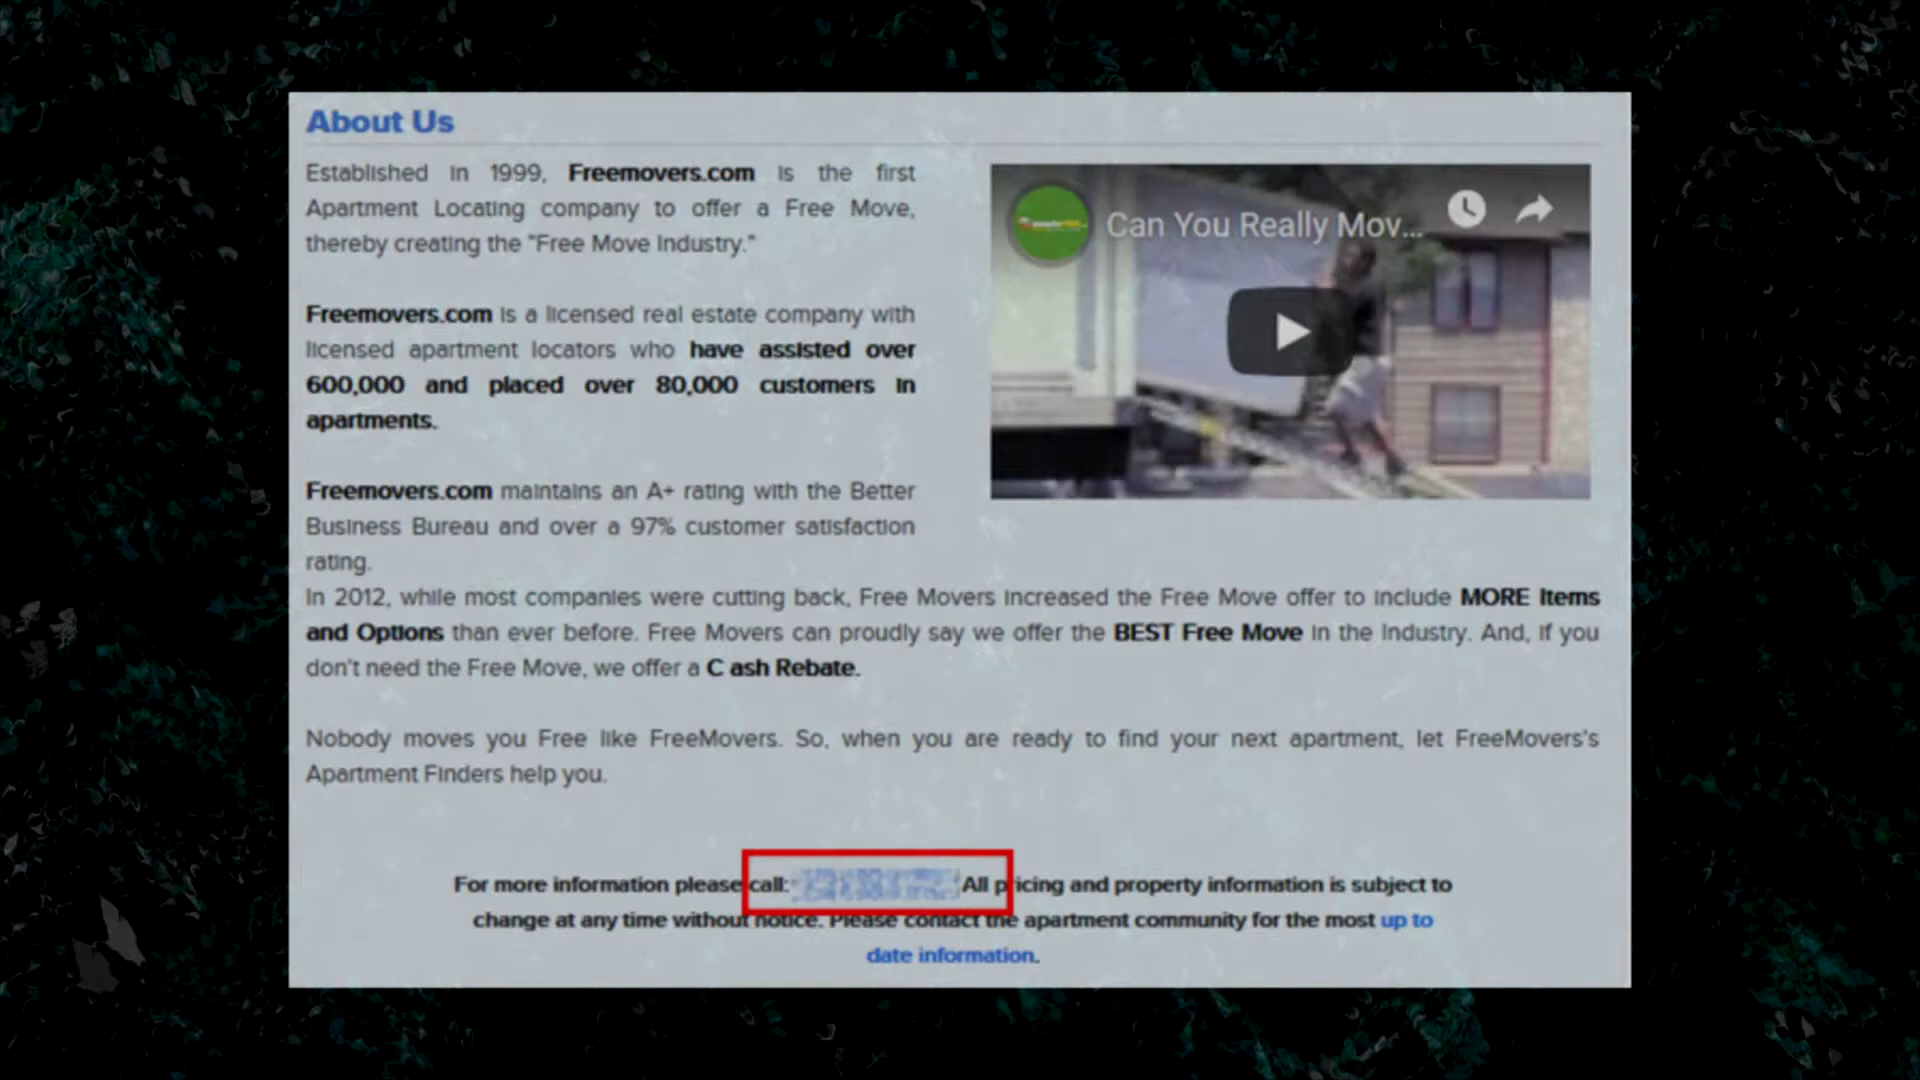 About Us
Established in 1999, Freemovers.com is the first
Apartment Locating company to offer a Free Move,
thereby creating the "Free Move Industry."
Can You Really Mov...
Freemovers.com is a licensed real estate company with
licensed apartment locators who have assisted over
600,000 and placed over 80,000 customers in
apartments.
Freemovers.com maintains an A+ rating with the Better
Business Bureau and over a 97% customer satisfaction
rating.
In 2012, while most companies were cutting back, Free Movers increased the Free Move offer to include MORE Items
and Options than ever before. Free Movers can proudly say we offer the BEST Free Move in the Industry. And, if you
don't need the Free Move, we offer a C ash Rebate.
Nobody moves you Free like FreeMovers. So, when you are ready to find your next apartment, let FreeMovers's
Apartment Finders help you.
For more information please call: All pricing and property information is subject to
change at any time without notice. Please contact the apartment community for the most up to
date information.